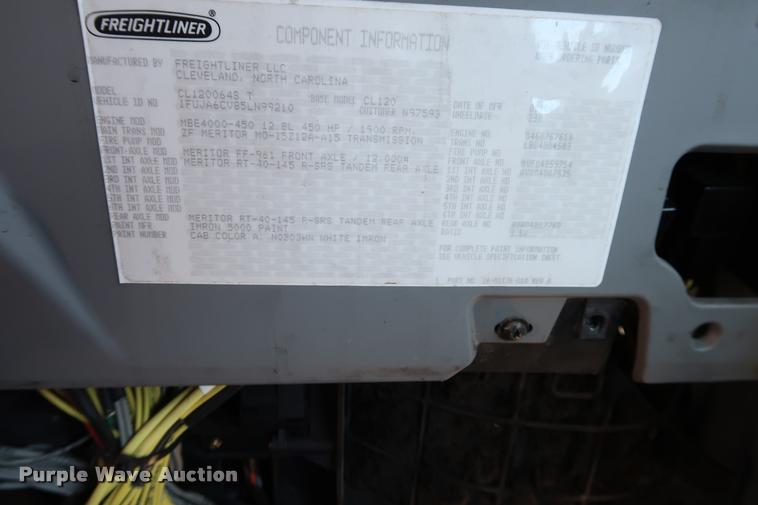 FREIGHTLINER
COMPONENT INFORMATION
MANUFACTURED BY FREIGHTLINER LLC
CLEVELAND, NORTH CAROLINA
MODEL CL120064S T BASE MODEL CL120 DATE OF MFR
VEHICLE ID NO 1FUJA6CV85LN99210 CUSTOMER N97593 WHEELBASE
ENGINE MOD MBE4000-450 12.8L 450 HP / 1900 RPM. ENGINE NO
MAIN TRANS MOD ZF MERITOR MO-15Z12A-A15 TRANSMISSION TRANS NO
FIRE PUMP MOD FIRE PUMP NO
FRONT AXLE MOD MERITOR FF-961 FRONT AXLE / 12,000# FRONT AXLE NO
1ST INT AXLE MOD MERITOR RT-40-145 R-SRS TANDEM REAR AXLE 1ST INT AXLE NO
2ND INT AXLE MOD 2ND INT AXLE NO
3RD INT AXLE MOD 3RD INT AXLE NO
4TH INT AXLE MOD 4TH INT AXLE NO
5TH INT AXLE MOD 5TH INT AXLE NO
6TH INT AXLE MOD 6TH INT AXLE NO
REAR AXLE MOD MERITOR RT-40-145 R-SRS TANDEM REAR AXLE REAR AXLE NO
PAINT MFR IMRON 5000 PAINT RATIO
PAINT NUMBER CAB COLOR A: N0303WN WHITE IMRON
FOR COMPLETE PAINT INFORMATION
SEE VEHICLE SPECIFICATION SHEET.
Purple Wave Auction